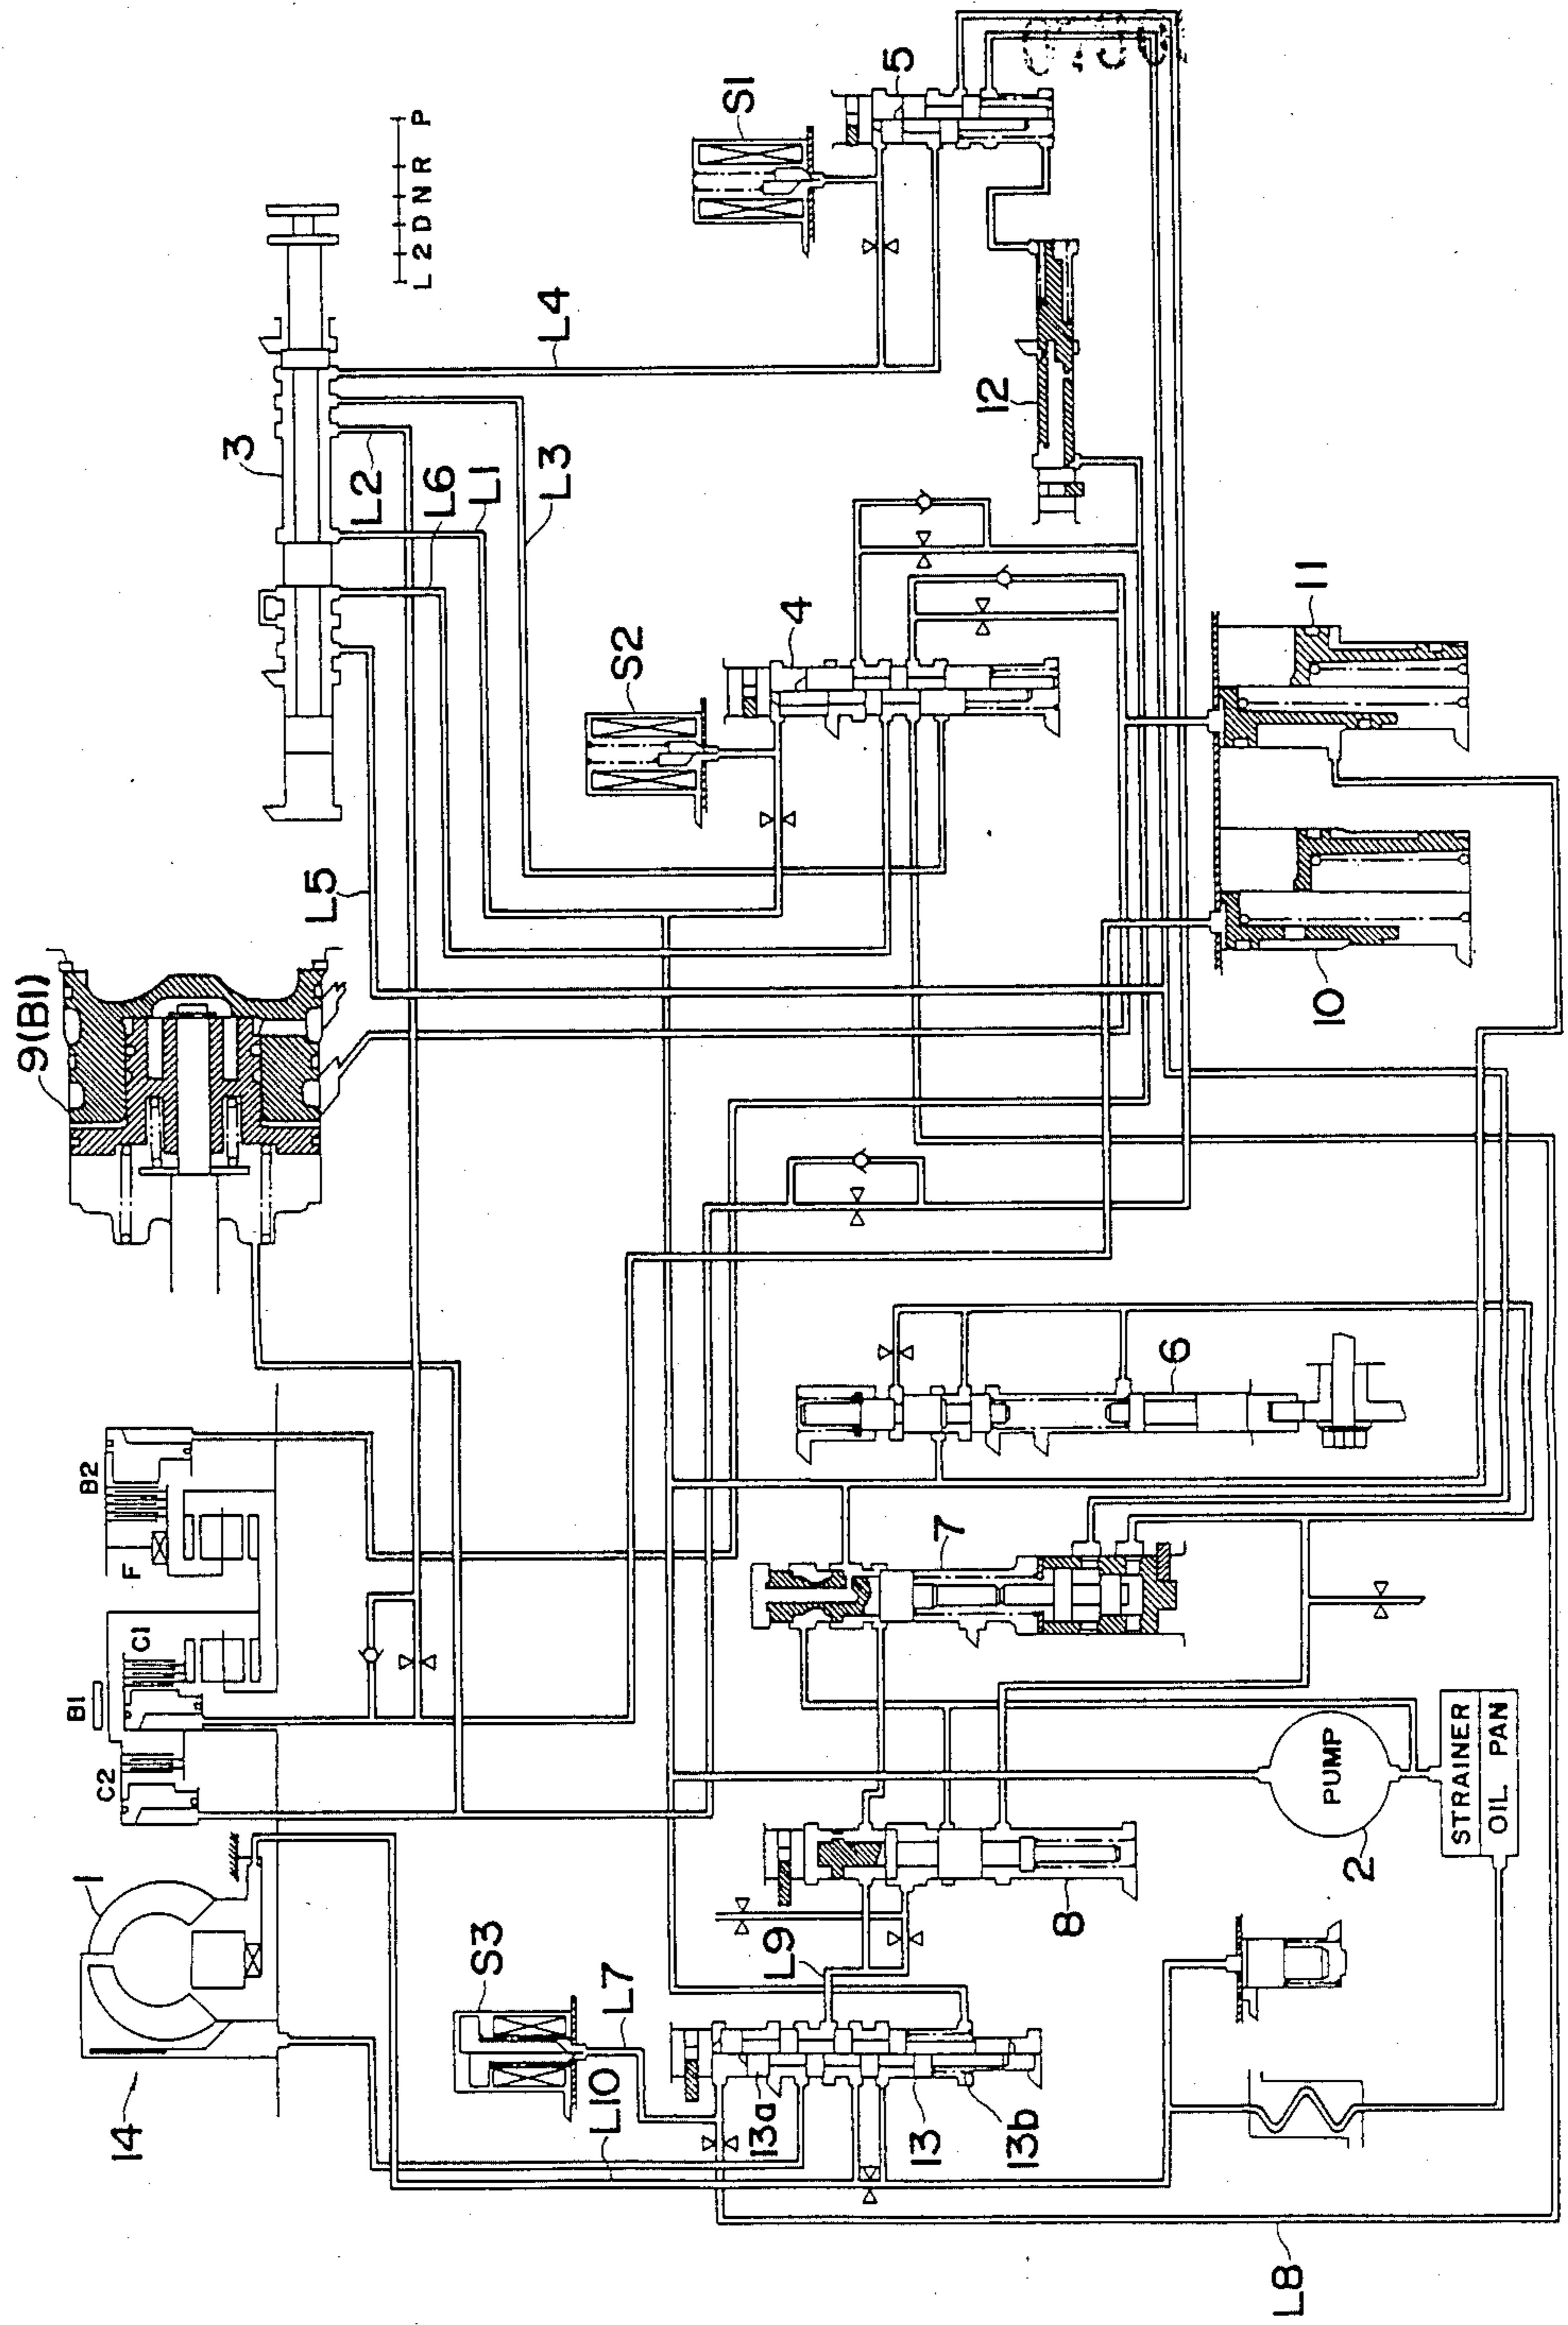 9(B1)
B2
F
C1
B1
C2
1
14
L5
3
L2
L6
L1
L3
L4
L 2 D N R P
S1
5
S2
4
12
11
10
6
7
S3
L7
L10
L9
13a
13
13b
8
PUMP
2
STRAINER
OIL PAN
L8